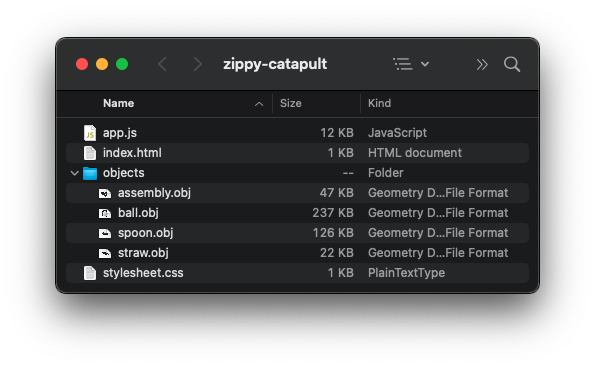 zippy-catapult
Name Size Kind
JS app.js 12 KB JavaScript
index.html 1 KB HTML document
objects -- Folder
assembly.obj 47 KB Geometry D...File Format
ball.obj 237 KB Geometry D...File Format
spoon.obj 126 KB Geometry D...File Format
straw.obj 22 KB Geometry D...File Format
stylesheet.css 1 KB PlainTextType